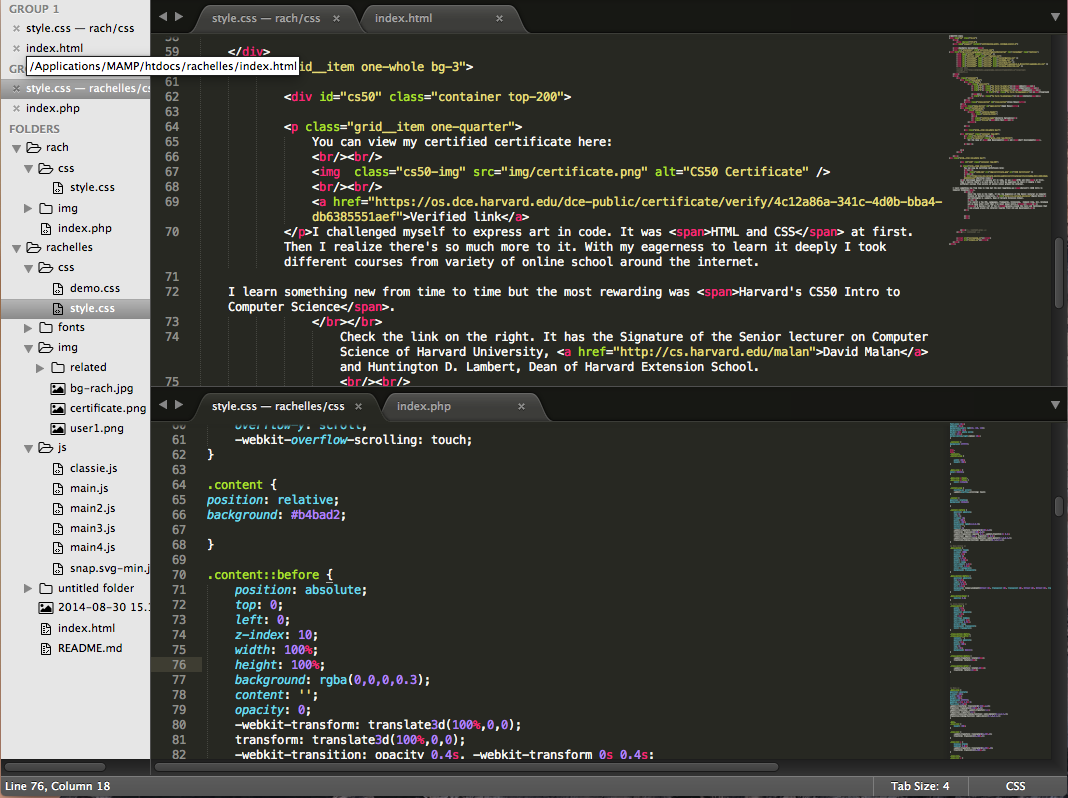 GROUP 1
style.css — rach/css
index.html
/Applications/MAMP/htdocs/rachelles/index.html
style.css — rachelles/cs
index.php
FOLDERS
rach
css
style.css
img
index.php
rachelles
css
demo.css
style.css
fonts
img
related
bg-rach.jpg
certificate.png
user1.png
js
classie.js
main.js
main2.js
main3.js
main4.js
snap.svg-min.j
untitled folder
2014-08-30 15.
index.html
README.md
style.css — rach/css
index.html
59 </div>
id__item one-whole bg-3">
61
62 <div id="cs50" class="container top-200">
63
64 <p class="grid__item one-quarter">
65 You can view my certified certificate here:
66 <br/><br/>
67 <img  class="cs50-img" src="img/certificate.png" alt="CS50 Certificate" />
68 <br/><br/>
69 <a href="https://os.dce.harvard.edu/dce-public/certificate/verify/4c12a86a-341c-4d0b-bba4-
db6385551aef">Verified link</a>
70 </p>I challenged myself to express art in code. It was <span>HTML and CSS</span> at first.
Then I realize there's so much more to it. With my eagerness to learn it deeply I took
different courses from variety of online school around the internet.
71
72 I learn something new from time to time but the most rewarding was <span>Harvard's CS50 Intro to
Computer Science</span>.
73 </br></br>
74 Check the link on the right. It has the Signature of the Senior lecturer on Computer
Science of Harvard University, <a href="http://cs.harvard.edu/malan">David Malan</a>
and Huntington D. Lambert, Dean of Harvard Extension School.
75 <br/><br/>
style.css — rachelles/css
index.php
60 overflow-y: scroll;
61 -webkit-overflow-scrolling: touch;
62 }
63
64 .content {
65 position: relative;
66 background: #b4bad2;
67
68 }
69
70 .content::before {
71 position: absolute;
72 top: 0;
73 left: 0;
74 z-index: 10;
75 width: 100%;
76 height: 100%;
77 background: rgba(0,0,0,0.3);
78 content: '';
79 opacity: 0;
80 -webkit-transform: translate3d(100%,0,0);
81 transform: translate3d(100%,0,0);
82 -webkit-transition: opacity 0.4s, -webkit-transform 0s 0.4s;
Line 76, Column 18
Tab Size: 4
CSS